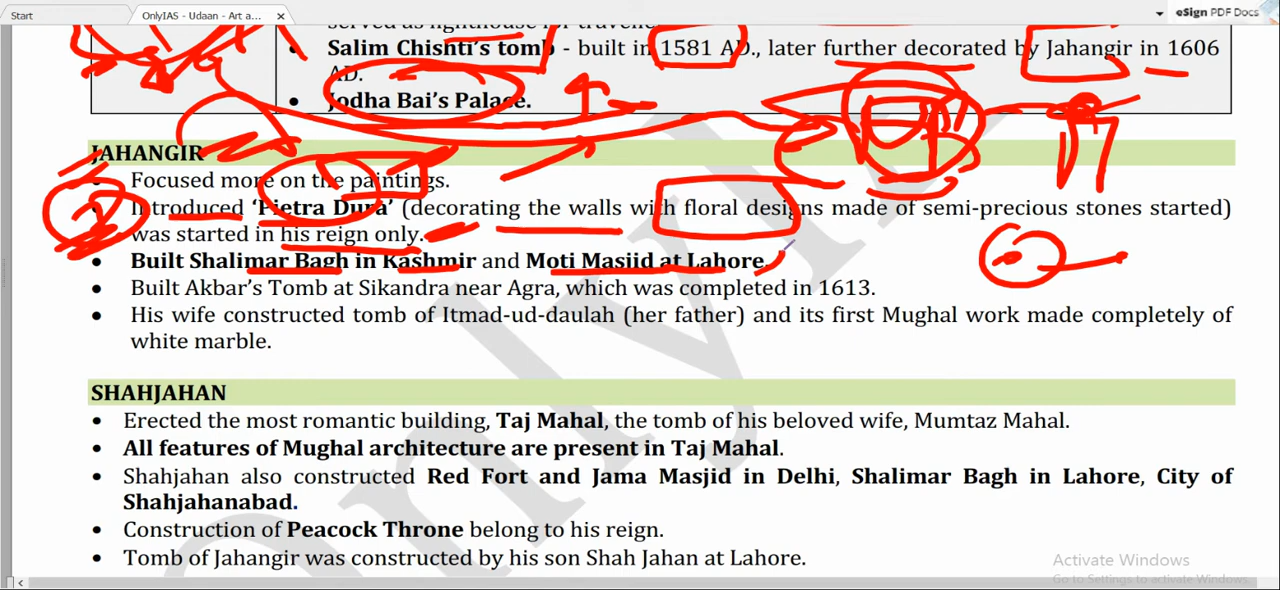 Start
OnlyIAS - Udaan - Art a...
eSign PDF Docs
served as lighthouse for travelle
• Salim Chishti's tomb - built in 1581 AD., later further decorated by Jahangir in 1606
AD.
• Jodha Bai's Palace.
JAHANGIR
• Focused more on the paintings.
• Introduced 'Pietra Dura' (decorating the walls with floral designs made of semi-precious stones started)
was started in his reign only.
• Built Shalimar Bagh in Kashmir and Moti Masjid at Lahore.
• Built Akbar's Tomb at Sikandra near Agra, which was completed in 1613.
• His wife constructed tomb of Itmad-ud-daulah (her father) and its first Mughal work made completely of
white marble.
SHAHJAHAN
• Erected the most romantic building, Taj Mahal, the tomb of his beloved wife, Mumtaz Mahal.
• All features of Mughal architecture are present in Taj Mahal.
• Shahjahan also constructed Red Fort and Jama Masjid in Delhi, Shalimar Bagh in Lahore, City of
Shahjahanabad.
• Construction of Peacock Throne belong to his reign.
• Tomb of Jahangir was constructed by his son Shah Jahan at Lahore.
Activate Windows
Go to Settings to activate Windows.